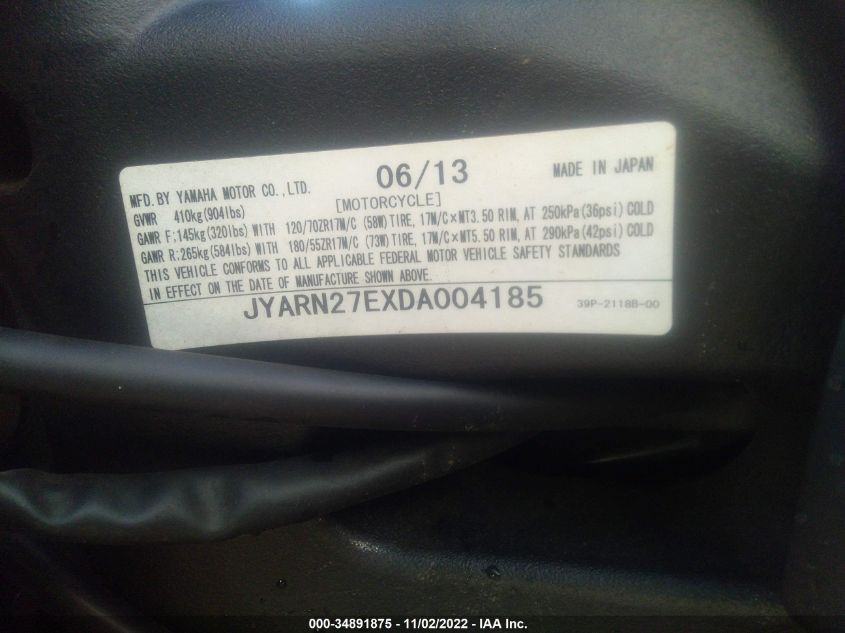 MFD. BY YAMAHA MOTOR CO., LTD. 06/13 MADE IN JAPAN
GVWR 410kg(904lbs) [MOTORCYCLE]
GAWR F:145kg(320lbs) WITH 120/70ZR17M/C (58W) TIRE, 17M/C×MT3.50 RIM, AT 250kPa(36psi) COLD
GAWR R:265kg(584lbs) WITH 180/55ZR17M/C (73W) TIRE, 17M/C×MT5.50 RIM, AT 290kPa(42psi) COLD
THIS VEHICLE CONFORMS TO ALL APPLICABLE FEDERAL MOTOR VEHICLE SAFETY STANDARDS
IN EFFECT ON THE DATE OF MANUFACTURE SHOWN ABOVE.
JYARN27EXDA004185 39P-2118B-00
000-34891875 - 11/02/2022 - IAA Inc.